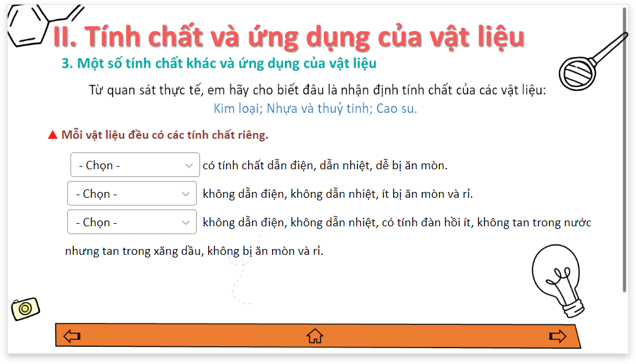 II. Tính chất và ứng dụng của vật liệu
3. Một số tính chất khác và ứng dụng của vật liệu
Từ quan sát thực tế, em hãy cho biết đâu là nhận định tính chất của các vật liệu:
Kim loại; Nhựa và thuỷ tinh; Cao su.
▲ Mỗi vật liệu đều có các tính chất riêng.
- Chọn - có tính chất dẫn điện, dẫn nhiệt, dễ bị ăn mòn.
- Chọn - không dẫn điện, không dẫn nhiệt, ít bị ăn mòn và rỉ.
- Chọn - không dẫn điện, không dẫn nhiệt, có tính đàn hồi ít, không tan trong nước
nhưng tan trong xăng dầu, không bị ăn mòn và rỉ.